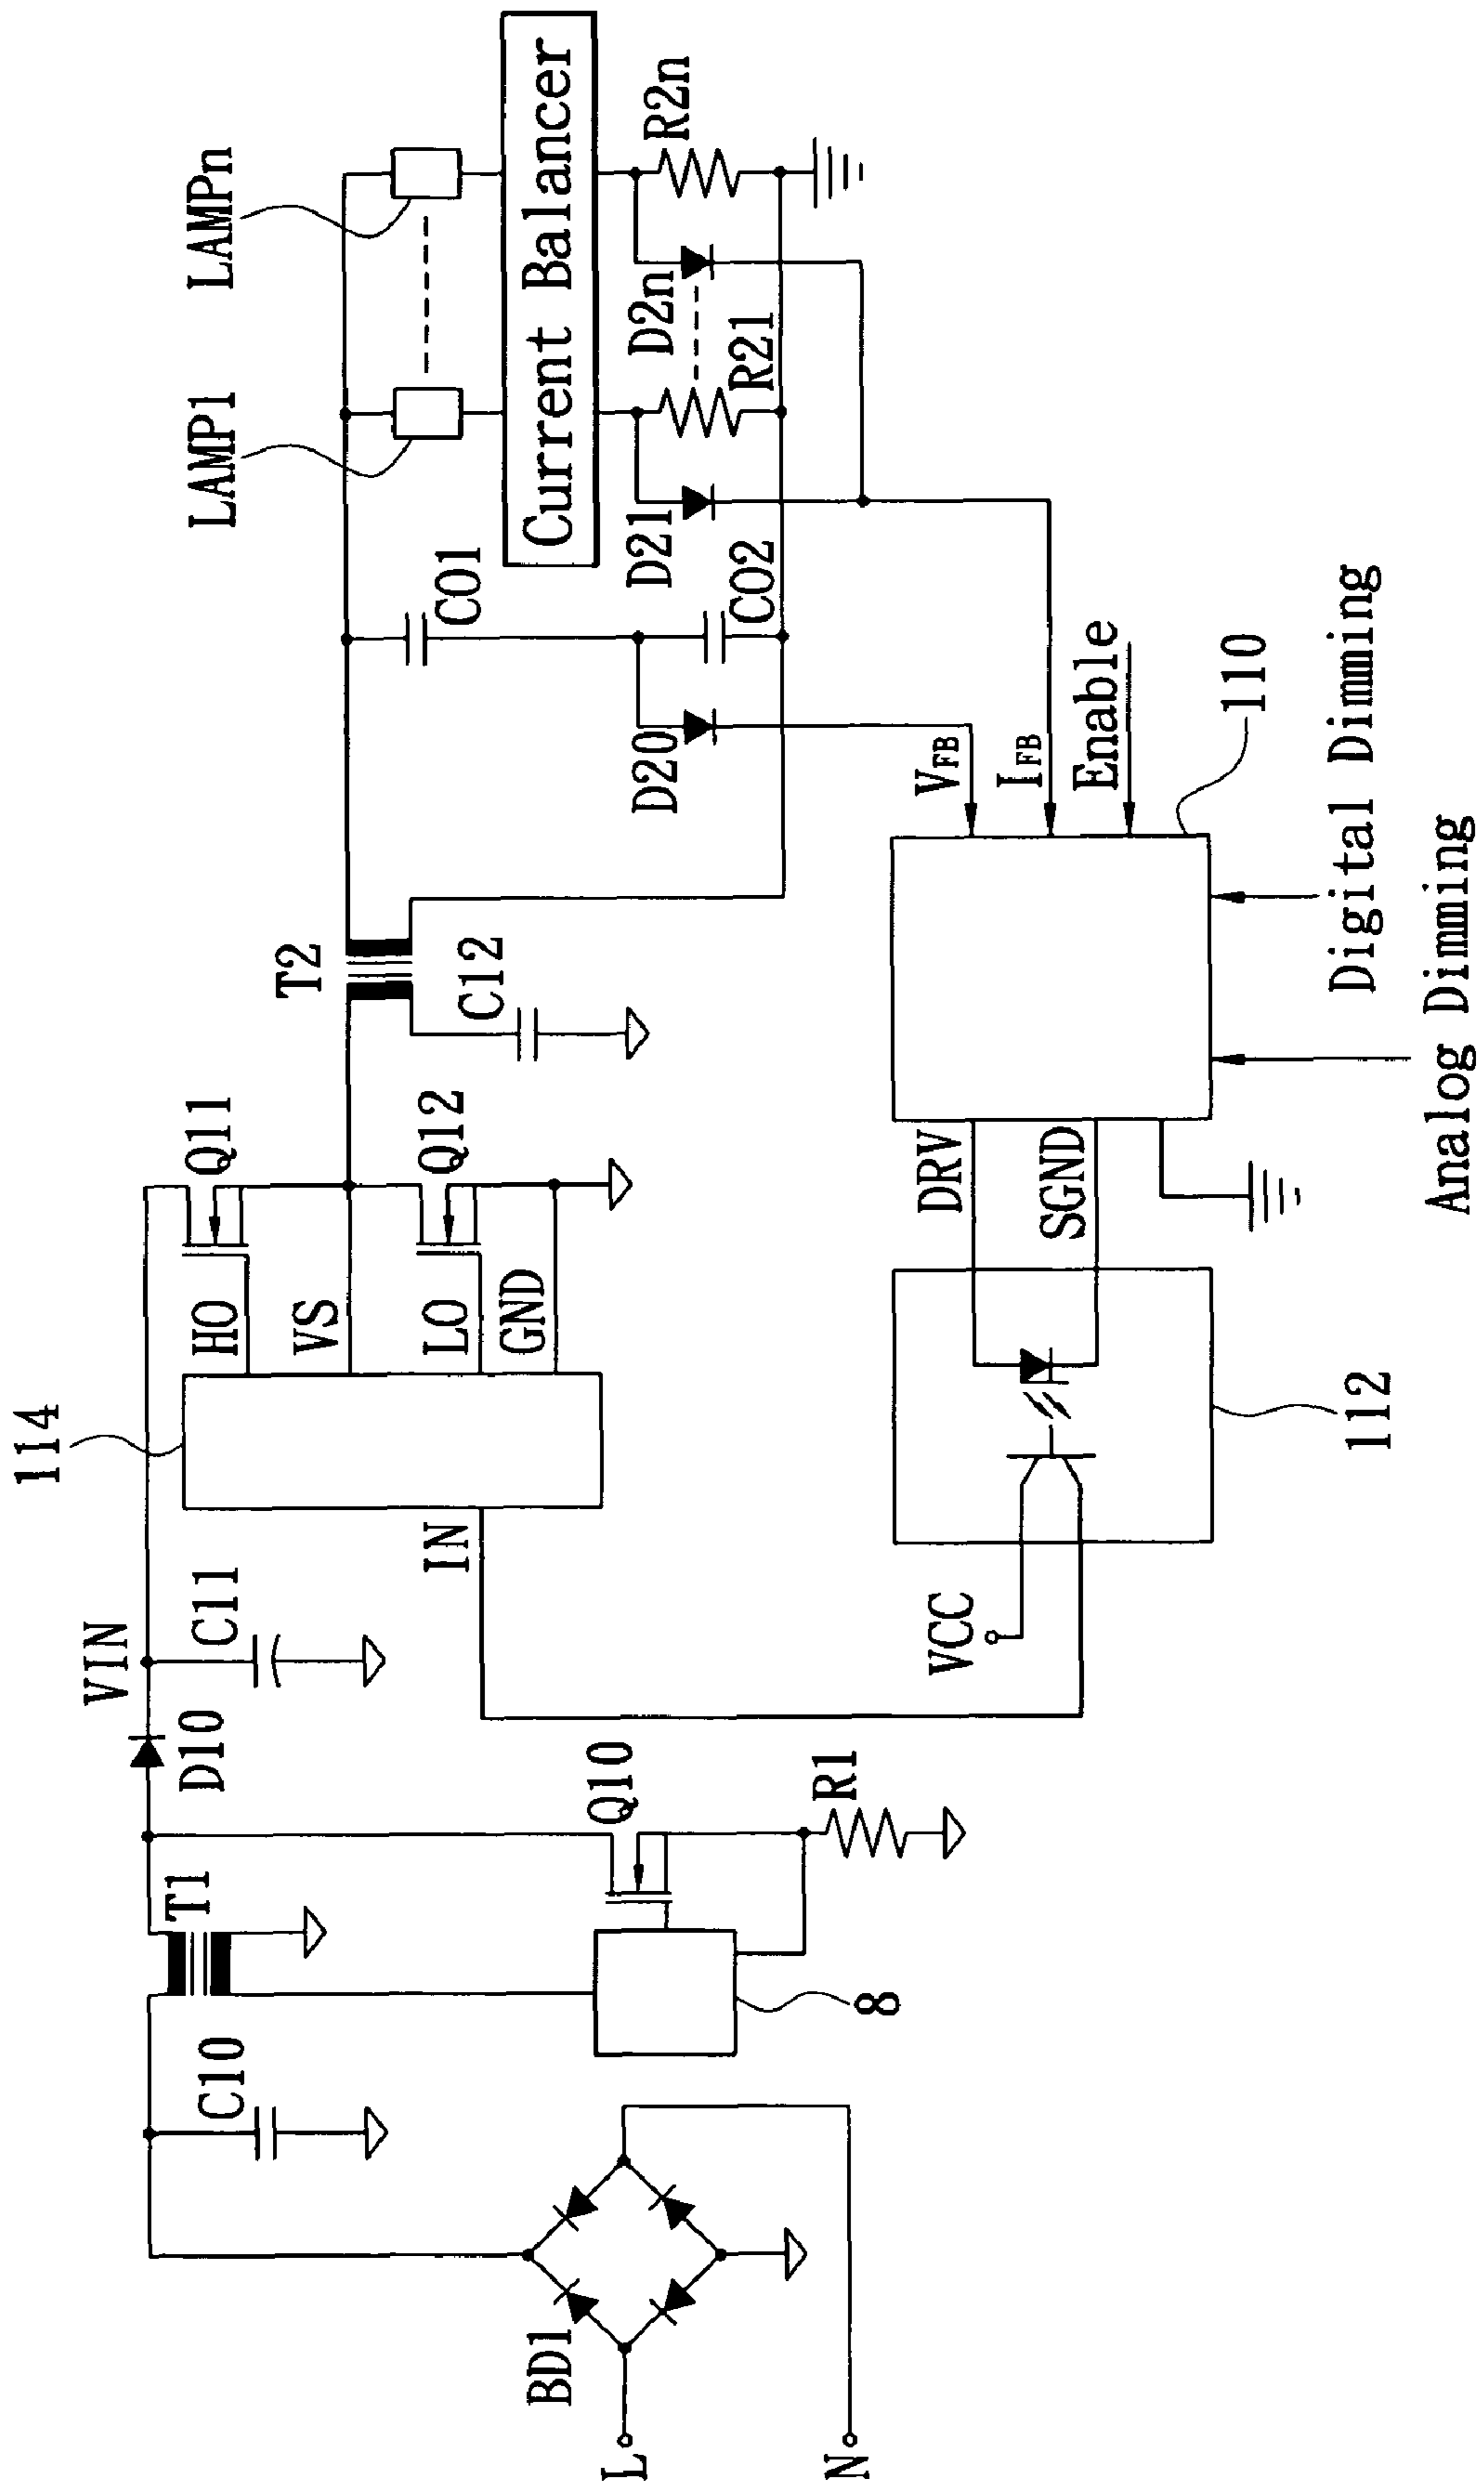 L
N
BD1
C10
T1
8
Q10
R1
D10
VIN
C11
114
IN
HO
VS
LO
GND
Q11
Q12
T2
C12
VCC
112
DRV
SGND
110
VFB
IFB
Enable
Digital Dimming
Analog Dimming
D20
CO1
CO2
LAMP1
LAMPn
Current Balancer
D21
R21
D2n
R2n